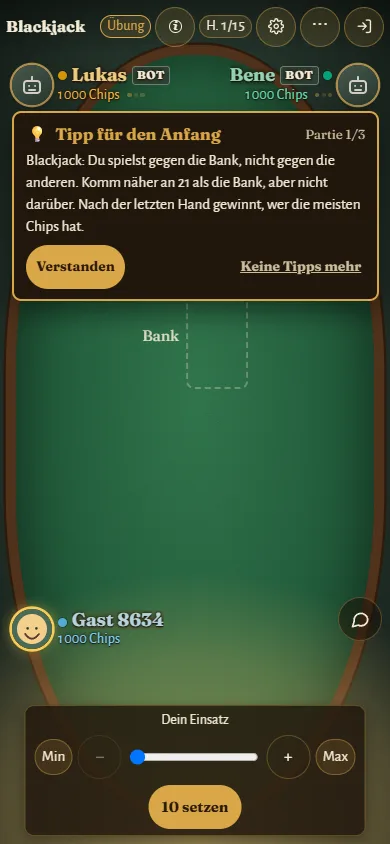 Blackjack Übung H. 1/15 ...
Lukas BOT Bene BOT
1000 Chips 1000 Chips
Tipp für den Anfang Partie 1/3
Blackjack: Du spielst gegen die Bank, nicht gegen die
anderen. Komm näher an 21 als die Bank, aber nicht
darüber. Nach der letzten Hand gewinnt, wer die meisten
Chips hat.
Verstanden Keine Tipps mehr
Bank
Gast 8634
1000 Chips
Dein Einsatz
Min − + Max
10 setzen